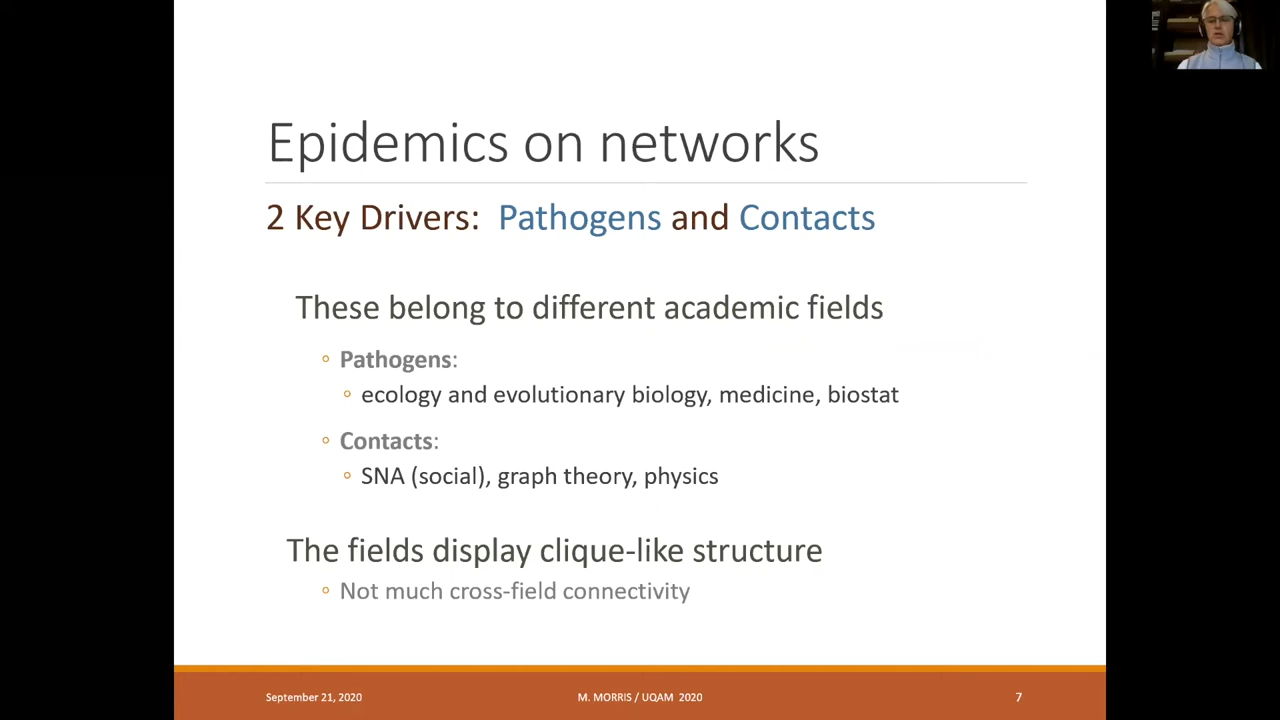 Epidemics on networks
2 Key Drivers: Pathogens and Contacts
These belong to different academic fields
◦ Pathogens:
◦ ecology and evolutionary biology, medicine, biostat
◦ Contacts:
◦ SNA (social), graph theory, physics
The fields display clique-like structure
◦ Not much cross-field connectivity
September 21, 2020
M. MORRIS / UQAM 2020
7